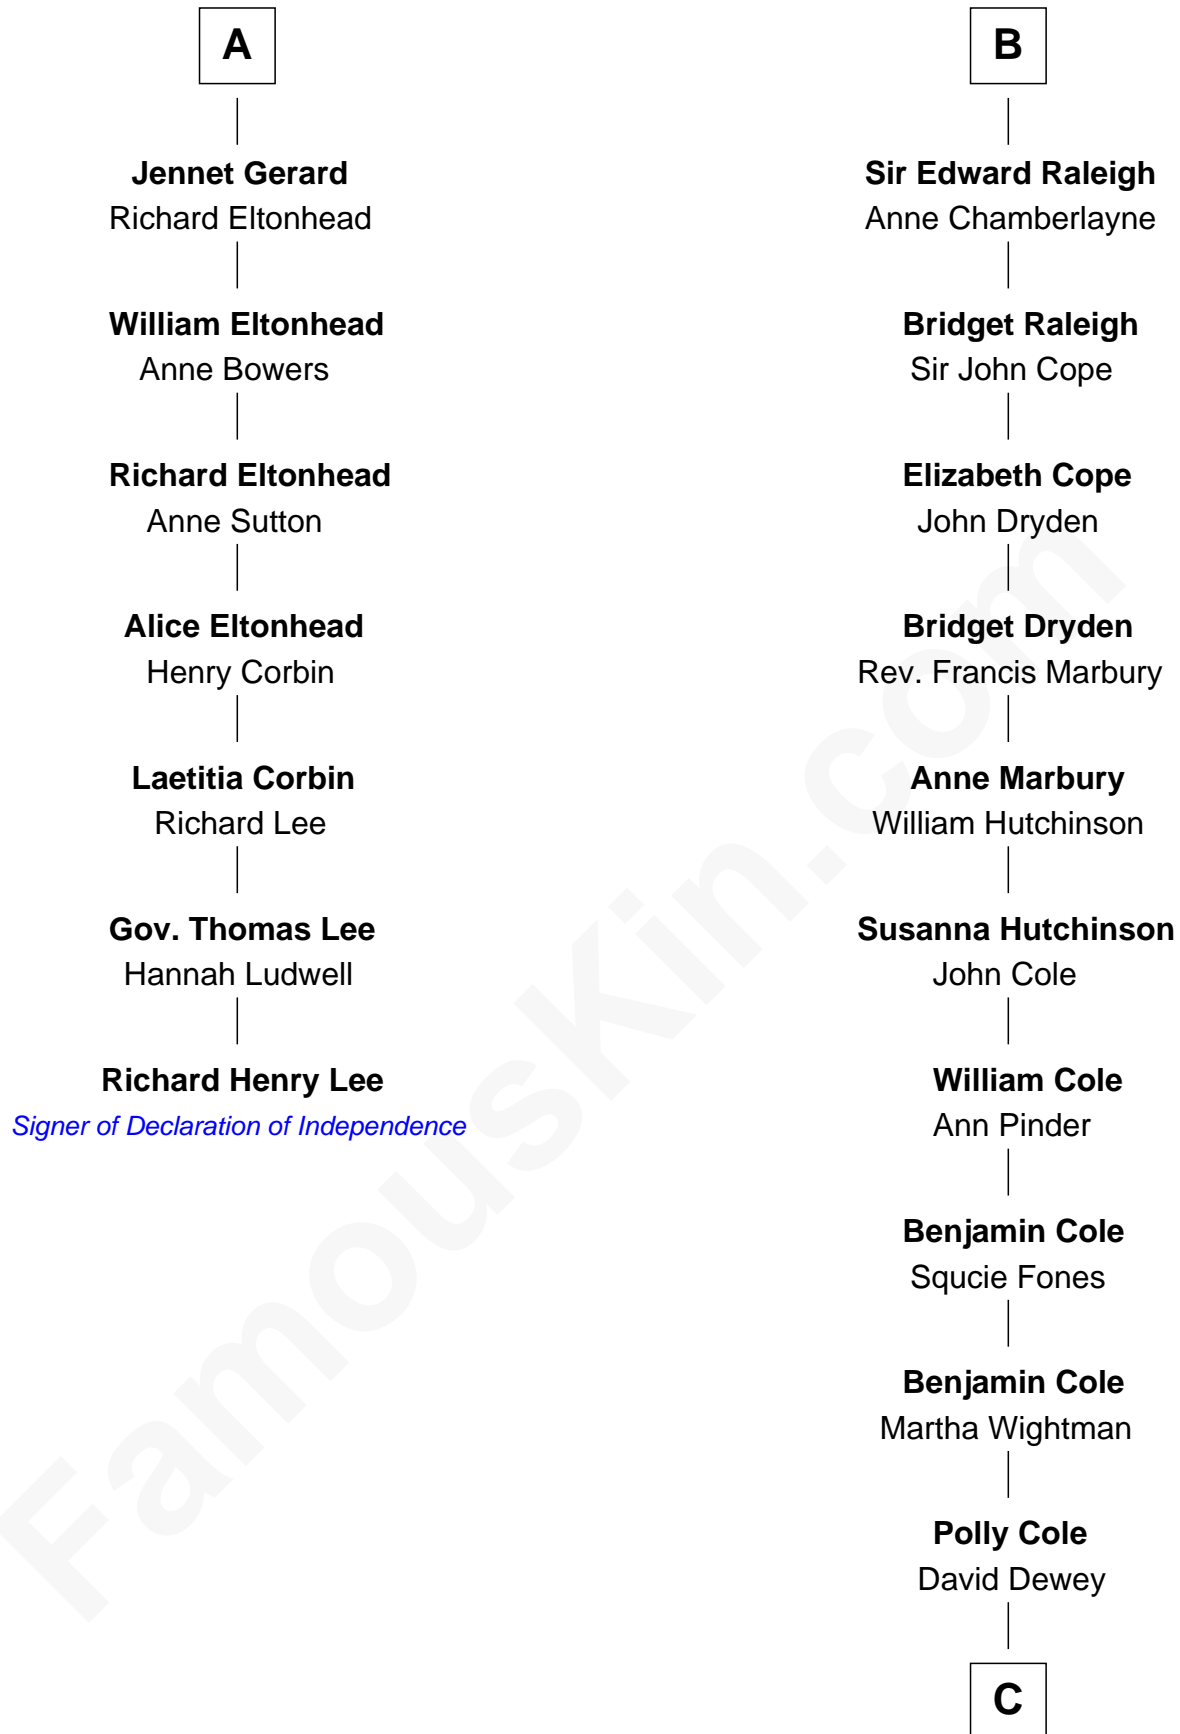 A
Jennet Gerard
Richard Eltonhead
William Eltonhead
Anne Bowers
Richard Eltonhead
Anne Sutton
Alice Eltonhead
Henry Corbin
Laetitia Corbin
Richard Lee
Gov. Thomas Lee
Hannah Ludwell
Richard Henry Lee
Signer of Declaration of Independence
B
Sir Edward Raleigh
Anne Chamberlayne
Bridget Raleigh
Sir John Cope
Elizabeth Cope
John Dryden
Bridget Dryden
Rev. Francis Marbury
Anne Marbury
William Hutchinson
Susanna Hutchinson
John Cole
William Cole
Ann Pinder
Benjamin Cole
Squcie Fones
Benjamin Cole
Martha Wightman
Polly Cole
David Dewey
C
FamousKin.com